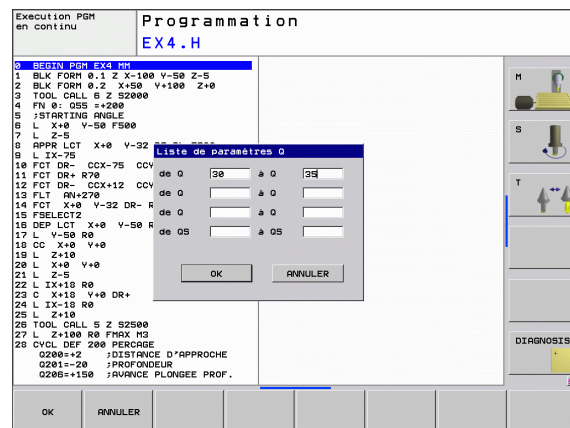 Execution PGM
en continu
Programmation
EX4.H
0 BEGIN PGM EX4 MM
1 BLK FORM 0.1 Z X-100 Y-50 Z-5
2 BLK FORM 0.2 X+50 Y+100 Z+0
3 TOOL CALL 6 Z S2000
4 FN 0: Q55 =+200
5 ;STARTING ANGLE
6 L X+0 Y-50 F500
7 L Z-5
8 APPR LCT X+0 Y-32
9 L IX-75
10 FCT DR- CCX-75 CCY
11 FCT DR+ R70
12 FCT DR- CCX+12 CCY
13 FLT AN+270
14 FCT X+0 Y-32 DR- R
15 FSELECT2
16 DEP LCT X+0 Y-50 R
17 L Y-50 R0
18 CC X+0 Y+0
19 L Z+10
20 L X+0 Y+0
21 L Z-5
22 L IX+18 R0
23 C X+18 Y+0 DR+
24 L IX-18 R0
25 L Z+10
26 TOOL CALL 5 Z S2500
27 L Z+100 R0 FMAX M3
28 CYCL DEF 200 PERCAGE
Q200=+2 ;DISTANCE D'APPROCHE
Q201=-20 ;PROFONDEUR
Q206=+150 ;AVANCE PLONGEE PROF.
Liste de paramètres Q
de Q 30 à Q 35
de Q à Q
de Q à Q
de QS à QS
OK ANNULER
M
S
T
DIAGNOSIS
OK ANNULER